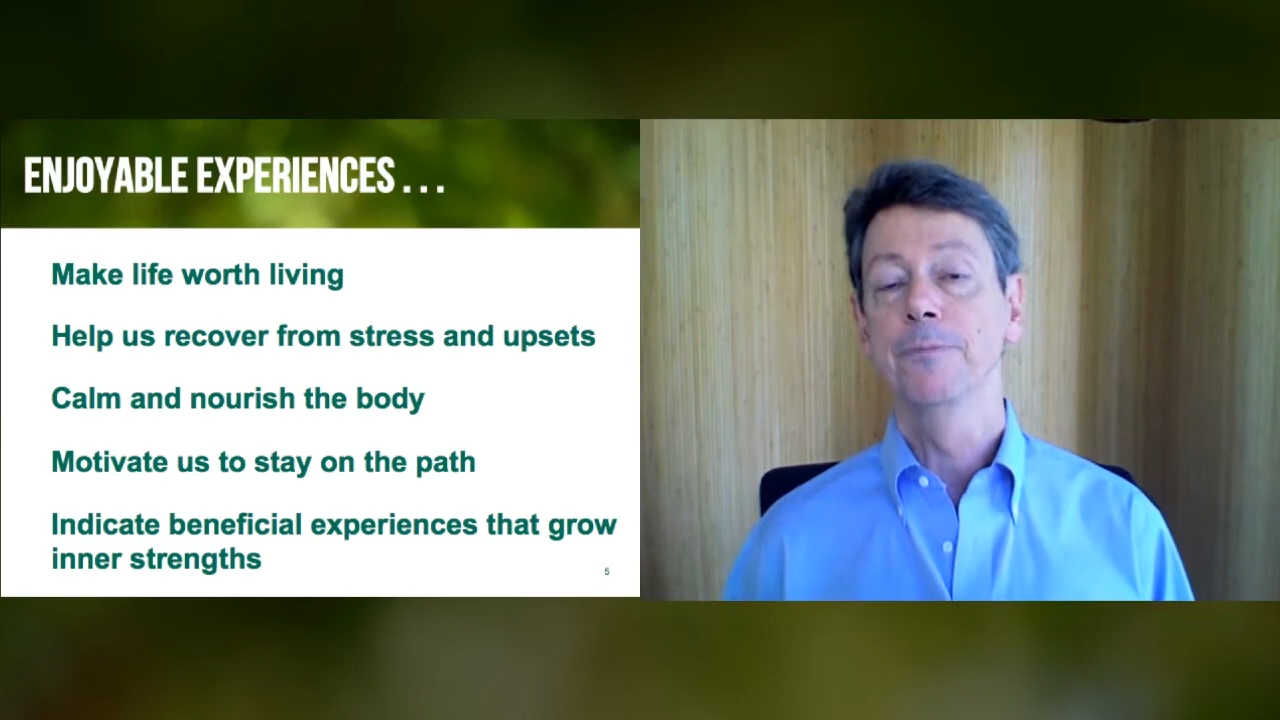 ENJOYABLE EXPERIENCES . . .
Make life worth living
Help us recover from stress and upsets
Calm and nourish the body
Motivate us to stay on the path
Indicate beneficial experiences that grow
inner strengths
5